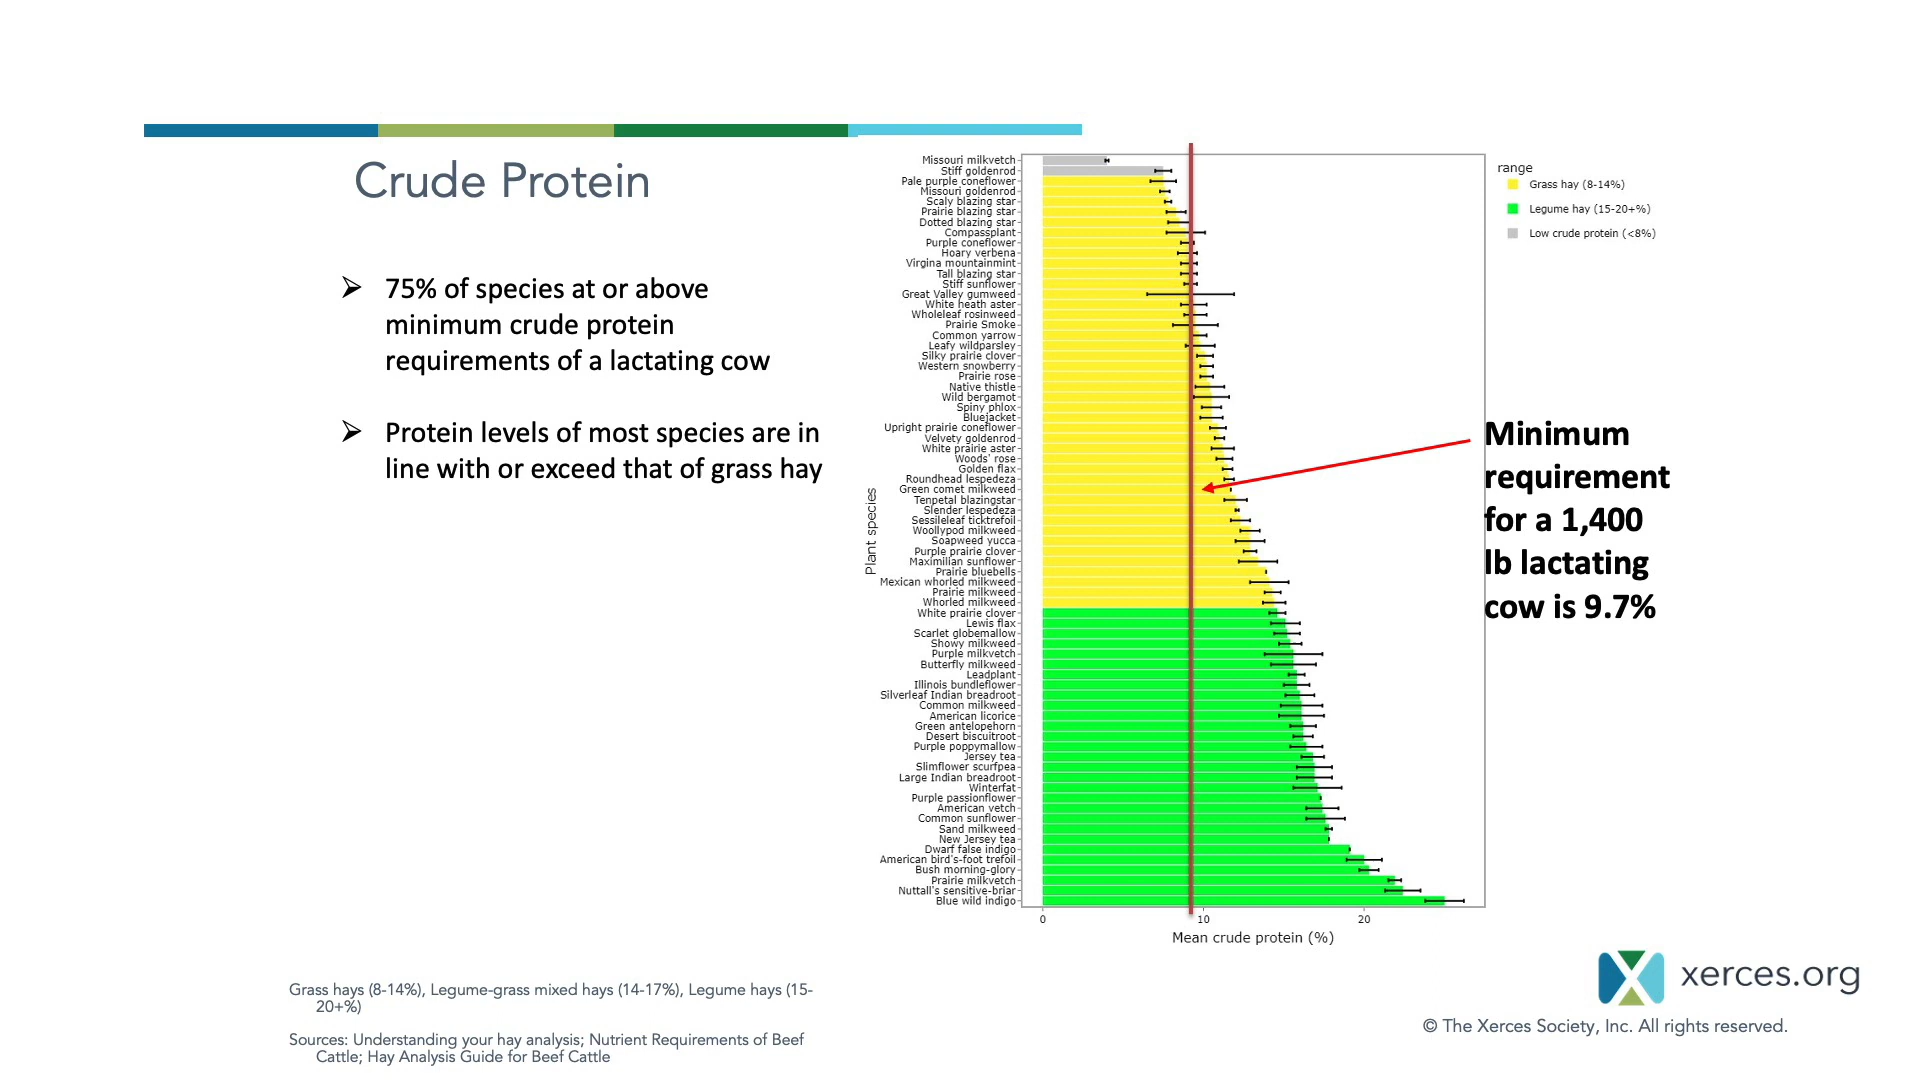 Crude Protein
75% of species at or above
minimum crude protein
requirements of a lactating cow
Protein levels of most species are in
line with or exceed that of grass hay
Plant species
Missouri milkvetch
Stiff goldenrod
Pale purple coneflower
Missouri goldenrod
Scaly blazing star
Prairie blazing star
Dotted blazing star
Compassplant
Purple coneflower
Hoary verbena
Virgina mountainmint
Tall blazing star
Stiff sunflower
Great Valley gumweed
White heath aster
Wholeleaf rosinweed
Prairie Smoke
Common yarrow
Leafy wildparsley
Silky prairie clover
Western snowberry
Prairie rose
Native thistle
Wild bergamot
Spiny phlox
Bluejacket
Upright prairie coneflower
Velvety goldenrod
White prairie aster
Woods' rose
Golden flax
Roundhead lespedeza
Green comet milkweed
Tenpetal blazingstar
Slender lespedeza
Sessileleaf ticktrefoil
Woollypod milkweed
Soapweed yucca
Purple prairie clover
Maximilian sunflower
Prairie bluebells
Mexican whorled milkweed
Prairie milkweed
Whorled milkweed
White prairie clover
Lewis flax
Scarlet globemallow
Showy milkweed
Purple milkvetch
Butterfly milkweed
Leadplant
Illinois bundleflower
Silverleaf Indian breadroot
Common milkweed
American licorice
Green antelopehorn
Desert biscuitroot
Purple poppymallow
Jersey tea
Slimflower scurfpea
Large Indian breadroot
Winterfat
Purple passionflower
American vetch
Common sunflower
Sand milkweed
New Jersey tea
Dwarf false indigo
American bird's-foot trefoil
Bush morning-glory
Prairie milkvetch
Nuttall's sensitive-briar
Blue wild indigo
0 10 20
Mean crude protein (%)
range
Grass hay (8-14%)
Legume hay (15-20+%)
Low crude protein (<8%)
Minimum
requirement
for a 1,400
lb lactating
cow is 9.7%
Grass hays (8-14%), Legume-grass mixed hays (14-17%), Legume hays (15-
20+%)
Sources: Understanding your hay analysis; Nutrient Requirements of Beef
Cattle; Hay Analysis Guide for Beef Cattle
xerces.org
© The Xerces Society, Inc. All rights reserved.